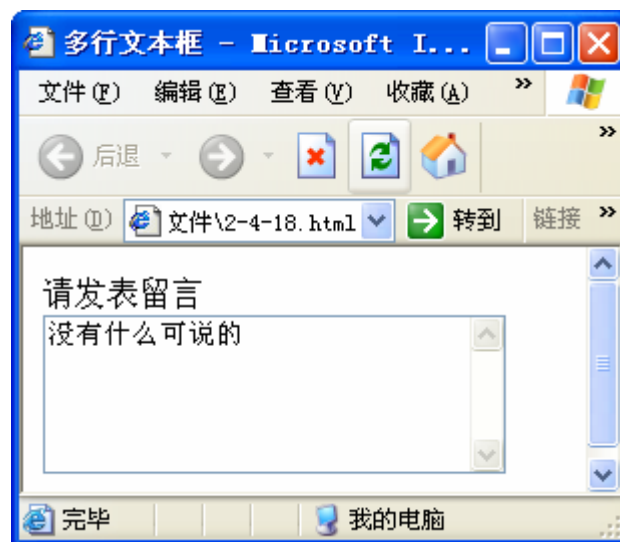 多行文本框 - Microsoft I...
文件(F) 编辑(E) 查看(V) 收藏(A) »
后退 »
地址(D) 文件\2-4-18.html 转到 链接 »
请发表留言
没有什么可说的
完毕 我的电脑